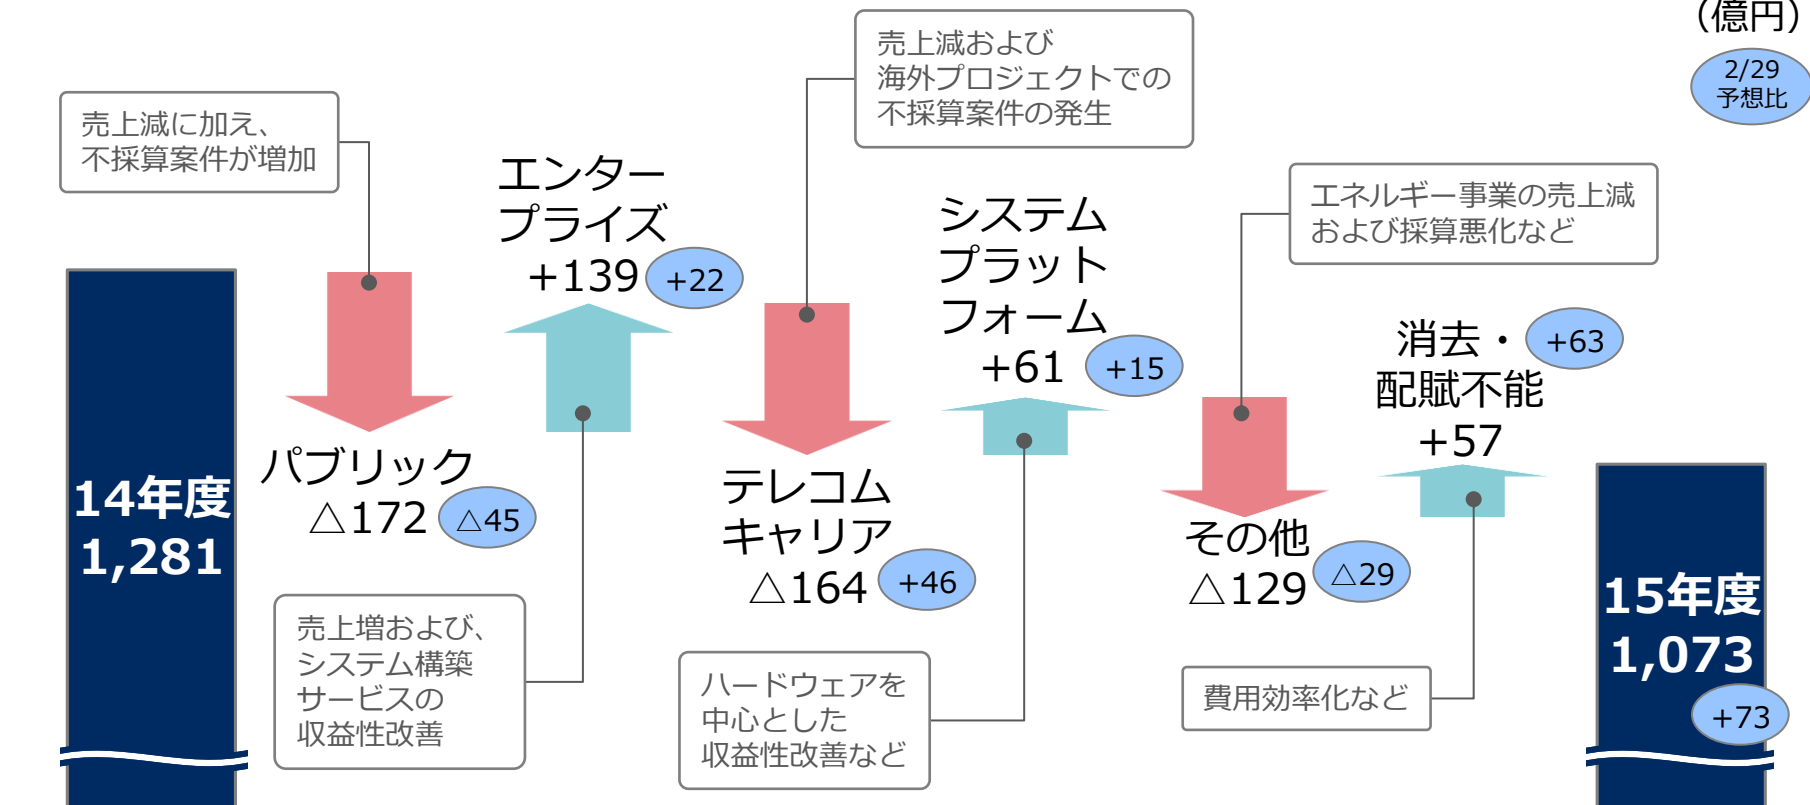 （億円）
2/29
予想比
14年度
1,281
売上減に加え、
不採算案件が増加
パブリック
△172
△45
エンター
プライズ
+139
+22
売上増および、
システム構築
サービスの
収益性改善
売上減および
海外プロジェクトでの
不採算案件の発生
テレコム
キャリア
△164
+46
システム
プラット
フォーム
+61
+15
ハードウェアを
中心とした
収益性改善など
エネルギー事業の売上減
および採算悪化など
その他
△129
△29
消去・
配賦不能
+57
+63
費用効率化など
15年度
1,073
+73